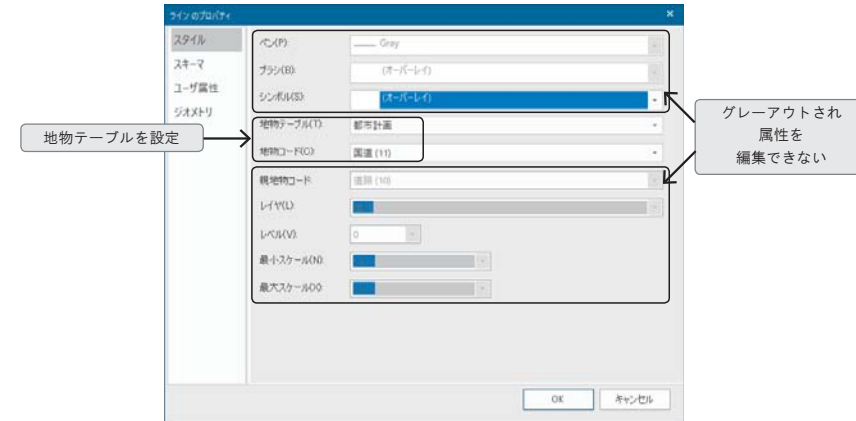 ラインのプロパティ
スタイル
スキーマ
ユーザ属性
ジオメトリ
ペン(P):
Gray
ブラシ(B):
(オーバーレイ)
シンボル(S):
(オーバーレイ)
地物テーブル(T):
都市計画
地物コード(C):
国道 (11)
親地物コード:
道路 (10)
レイヤ(L):
レベル(V):
0
最小スケール(N):
最大スケール(X):
OK
キャンセル
地物テーブルを設定
グレーアウトされ
属性を
編集できない